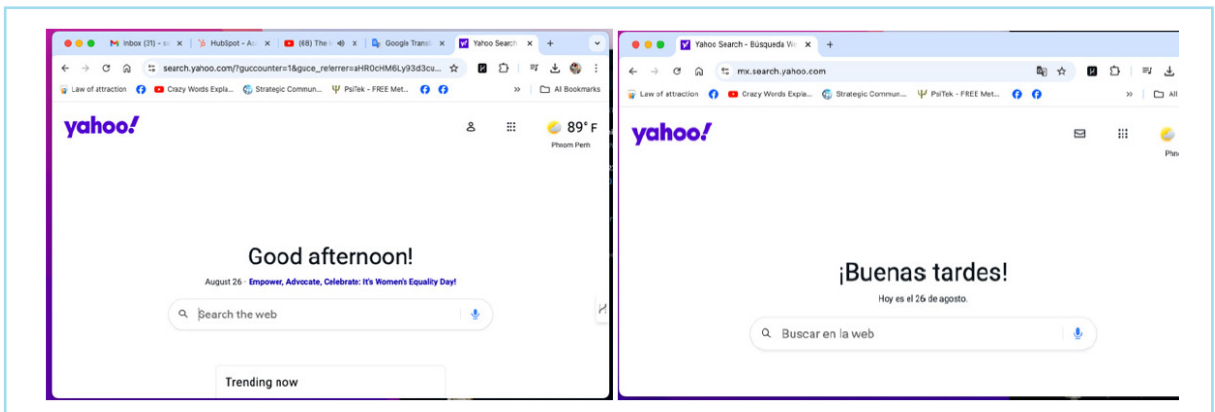 Inbox (31) - HubSpot - (68) The Google Transl Yahoo Search
search.yahoo.com/?guccounter=1&guce_referrer=aHR0cHM6Ly93d3cu...
Law of attraction Crazy Words Expla... Strategic Commun... PsiTek - FREE Met... » All Bookmarks
yahoo!
89° F
Phnom Penh
Good afternoon!
August 26 · Empower, Advocate, Celebrate: It's Women's Equality Day!
Search the web
Trending now
Yahoo Search - Búsqueda
mx.search.yahoo.com
Law of attraction Crazy Words Expla... Strategic Commun... PsiTek - FREE Met... » All
yahoo!
¡Buenas tardes!
Hoy es el 26 de agosto.
Buscar en la web